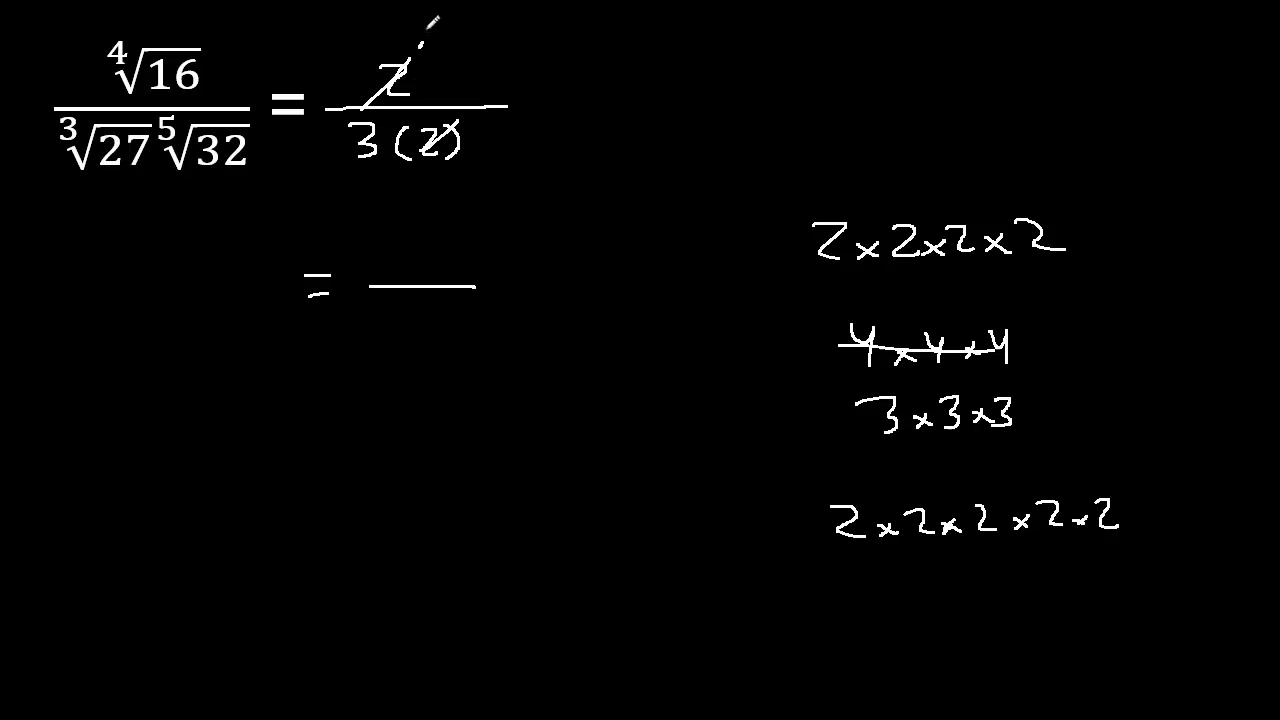 ⁴√16 / ³√27 ⁵√32 = 2 / 3(2)
=
2 x 2 x 2 x 2
4 x 4 x 4
3 x 3 x 3
2 x 2 x 2 x 2 x 2